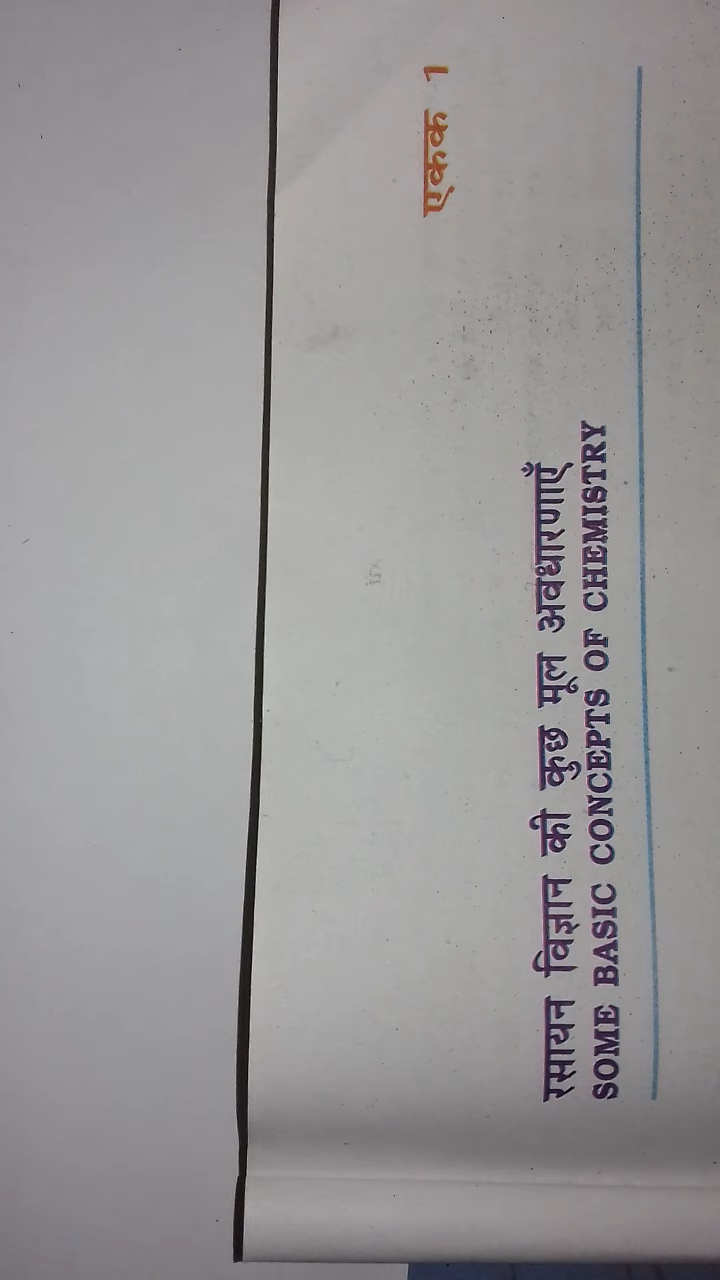 एकक 1
रसायन विज्ञान की कुछ मूल अवधारणाएँ
SOME BASIC CONCEPTS OF CHEMISTRY